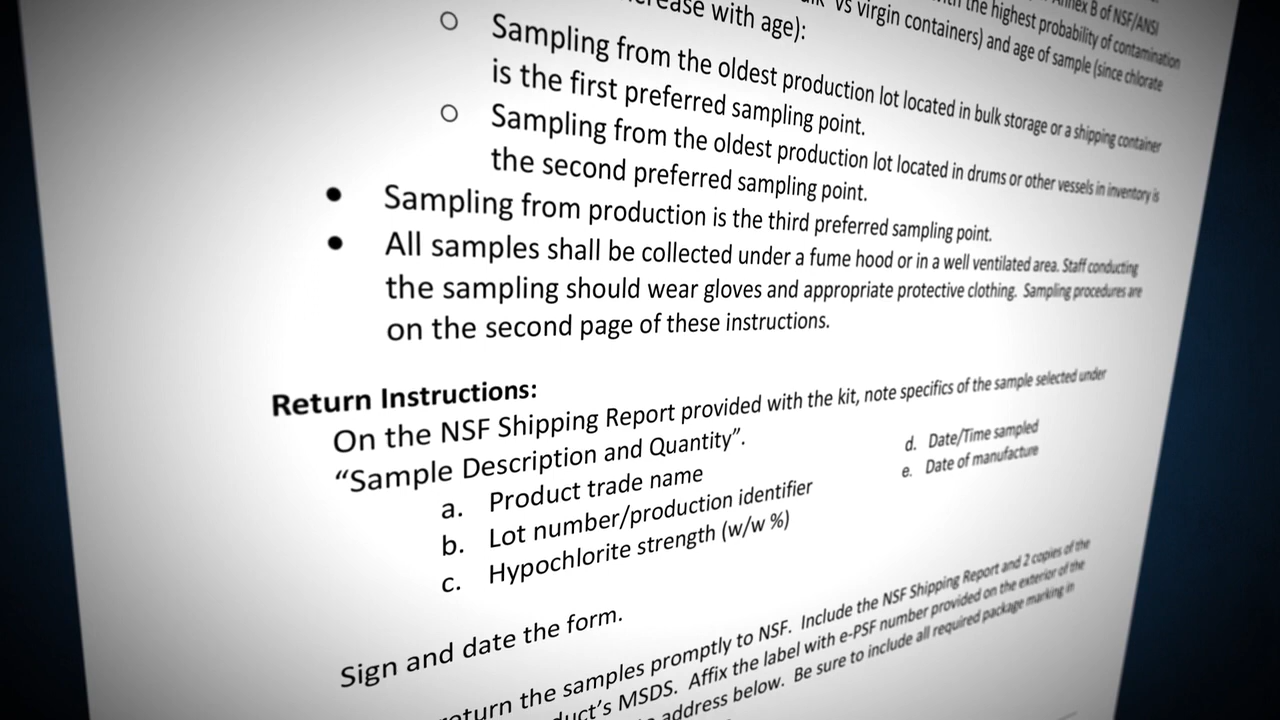 Annex B of NSF/ANSI
with the highest probability of contamination
vs virgin containers) and age of sample (since chlorate
with age):
o Sampling from the oldest production lot located in bulk storage or a shipping container
is the first preferred sampling point.
o Sampling from the oldest production lot located in drums or other vessels in inventory is
the second preferred sampling point.
• Sampling from production is the third preferred sampling point.
• All samples shall be collected under a fume hood or in a well ventilated area. Staff conducting
the sampling should wear gloves and appropriate protective clothing. Sampling procedures are
on the second page of these instructions.
Return Instructions:
On the NSF Shipping Report provided with the kit, note specifics of the sample selected under
“Sample Description and Quantity”.
a. Product trade name
b. Lot number/production identifier
c. Hypochlorite strength (w/w %)
d. Date/Time sampled
e. Date of manufacture
Sign and date the form.
the samples promptly to NSF. Include the NSF Shipping Report and 2 copies of the
MSDS. Affix the label with e-PSF number provided on the exterior of the
address below. Be sure to include all required package marking in